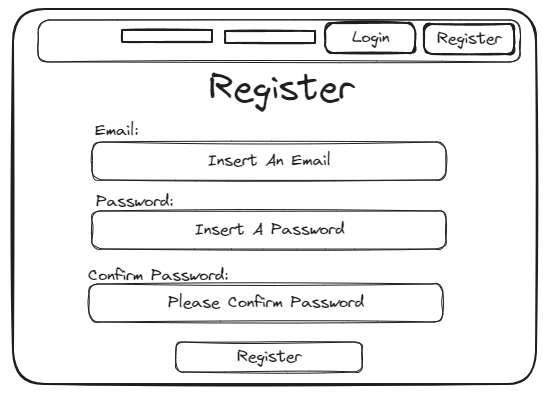 Login
Register
Register
Email:
Insert An Email
Password:
Insert A Password
Confirm Password:
Please Confirm Password
Register